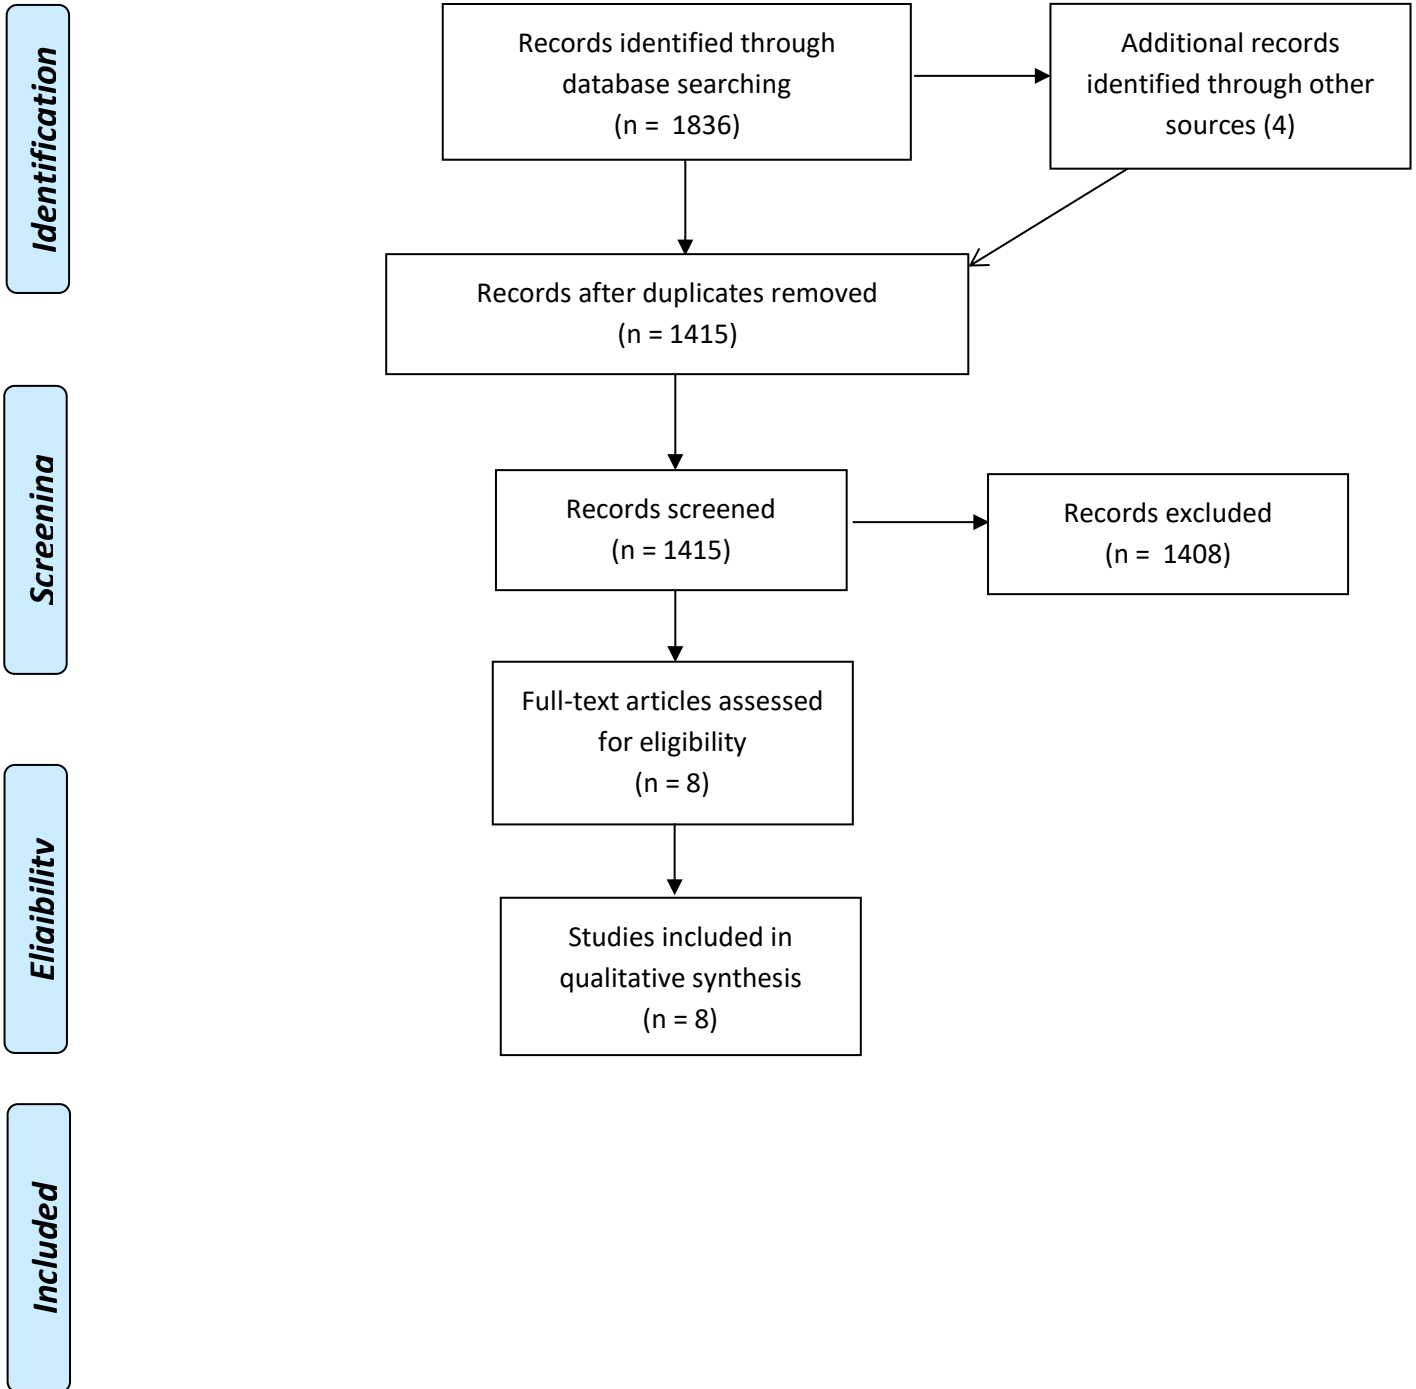 Identification
Records identified through
database searching
(n =  1836)
Additional records
identified through other
sources (4)
Records after duplicates removed
(n = 1415)
Screening
Records screened
(n = 1415)
Records excluded
(n =  1408)
Full-text articles assessed
for eligibility
(n = 8)
Eligibility
Studies included in
qualitative synthesis
(n = 8)
Included